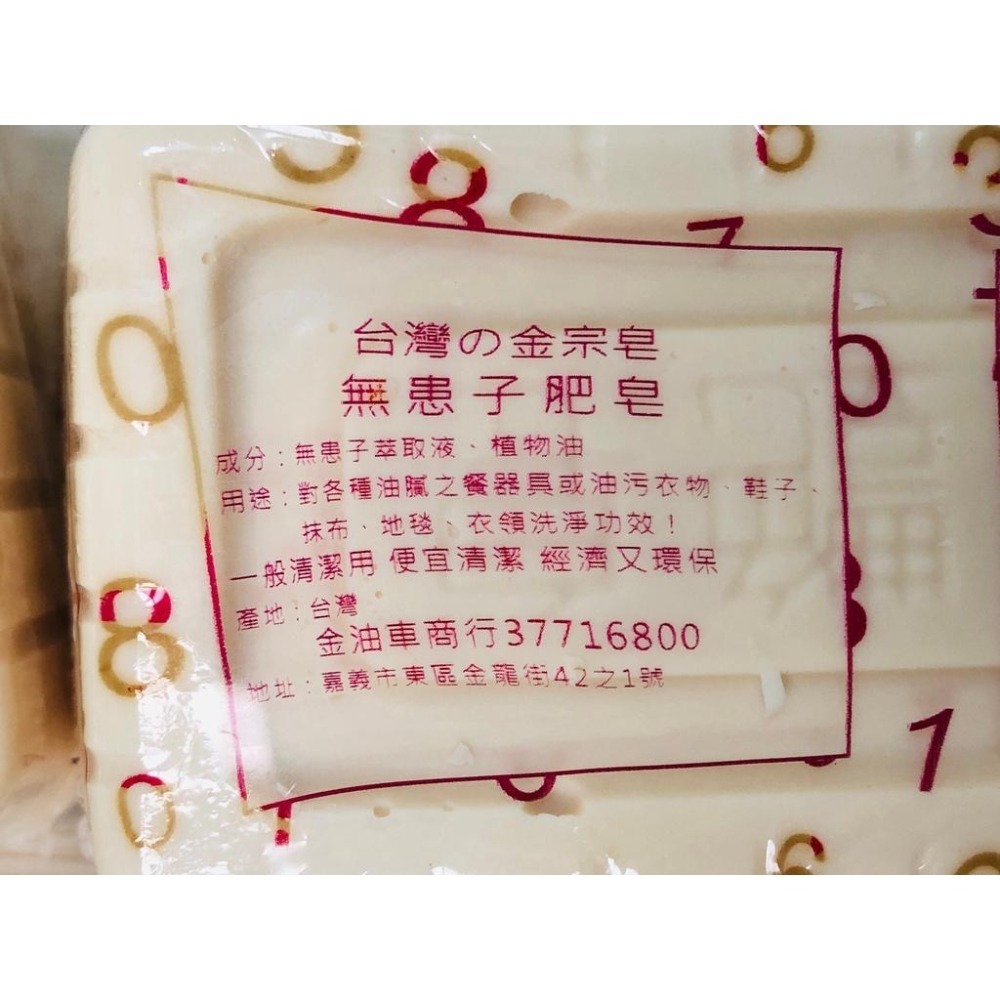 台灣の金宗皂
無患子肥皂
成分：無患子萃取液、植物油
用途：對各種油膩之餐器具或油污衣物、鞋子、
抹布、地毯、衣領洗淨功效！
一般清潔用 便宜清潔 經濟又環保
產地：台灣
金油車商行37716800
地址：嘉義市東區金龍街42之1號